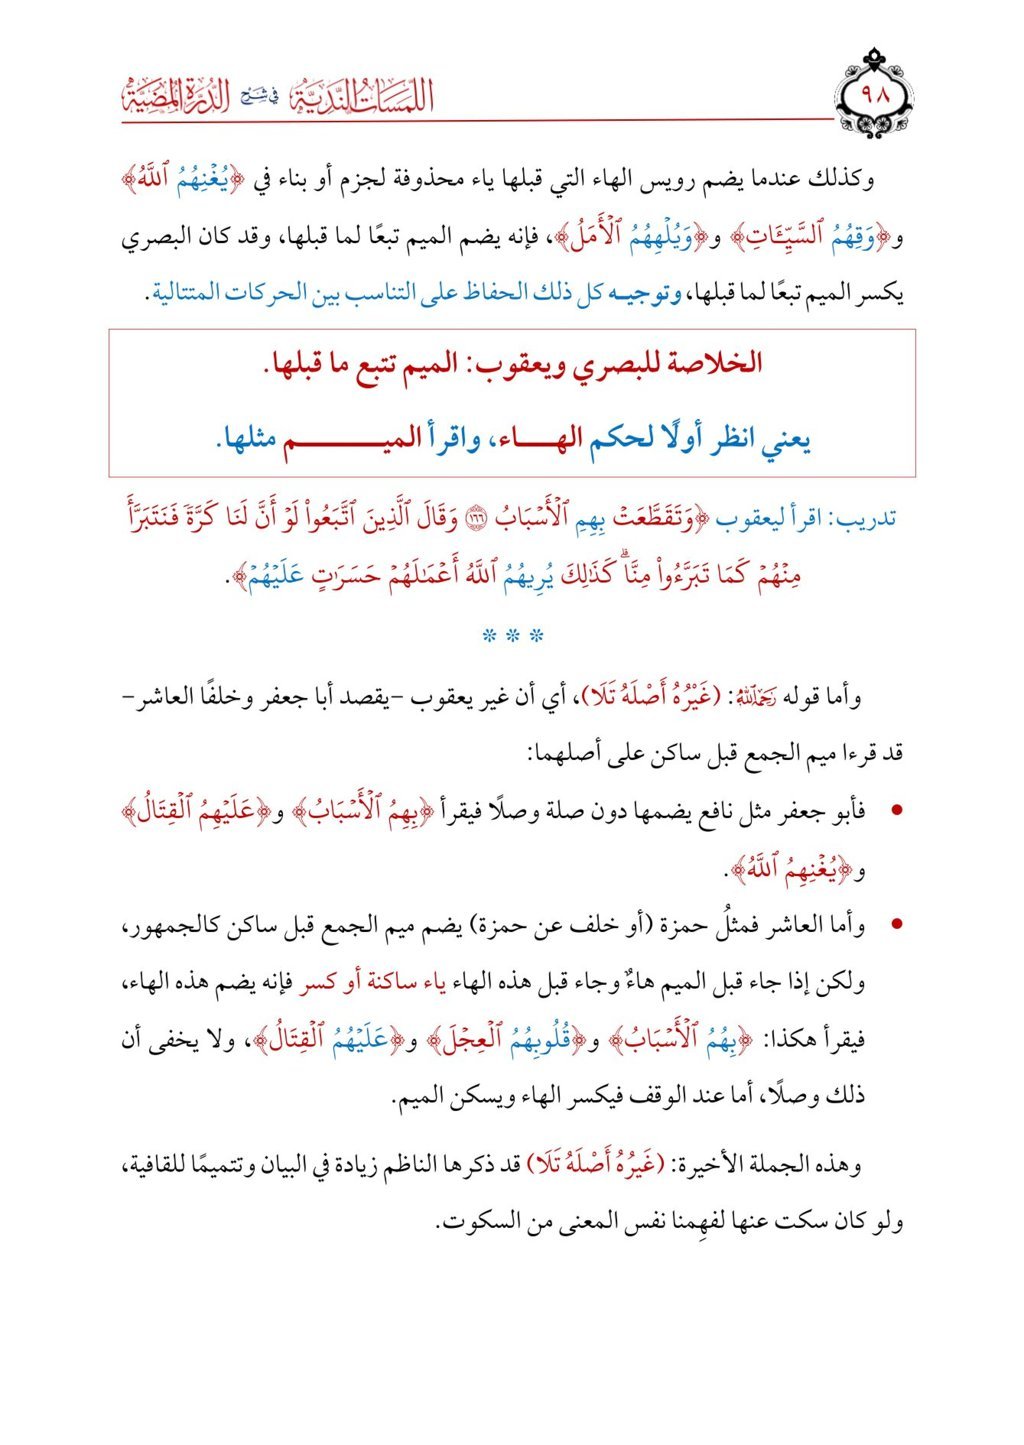 اللمسات الندية في شرح الدرة المضية
٩٨
وكذلك عندما يضم رويس الهاء التي قبلها ياء محذوفة لجزم أو بناء في ﴿يُغۡنِهُمُ ٱللَّهُ﴾
و﴿وَقِهُمُ ٱلسَّيِّـَٔاتِ﴾ و﴿وَيُلۡهِهُمُ ٱلۡأَمَلُ﴾، فإنه يضم الميم تبعًا لما قبلها، وقد كان البصري
يكسر الميم تبعًا لما قبلها، وتوجيـه كل ذلك الحفاظ على التناسب بين الحركات المتتالية.
الخلاصة للبصري ويعقوب: الميم تتبع ما قبلها.
يعني انظر أولًا لحكم الهـــاء، واقرأ الميـــــــــم مثلها.
تدريب: اقرأ ليعقوب ﴿وَتَقَطَّعَتۡ بِهِمِ ٱلۡأَسۡبَابُ ١٦٦ وَقَالَ ٱلَّذِينَ ٱتَّبَعُواْ لَوۡ أَنَّ لَنَا كَرَّةٗ فَنَتَبَرَّأَ
مِنۡهُمۡ كَمَا تَبَرَّءُواْ مِنَّاۗ كَذَٰلِكَ يُرِيهُمُ ٱللَّهُ أَعۡمَٰلَهُمۡ حَسَرَٰتٍ عَلَيۡهُمۡ﴾.
* * *
وأما قوله رحمه الله: (غَيْرُهُ أَصْلَهُ تَلَا)، أي أن غير يعقوب -يقصد أبا جعفر وخلفًا العاشر-
قد قرءا ميم الجمع قبل ساكن على أصلهما:
• فأبو جعفر مثل نافع يضمها دون صلة وصلًا فيقرأ ﴿بِهِمُ ٱلۡأَسۡبَابُ﴾ و﴿عَلَيۡهِمُ ٱلۡقِتَالُ﴾
و﴿يُغۡنِهِمُ ٱللَّهُ﴾.
• وأما العاشر فمثلُ حمزة (أو خلف عن حمزة) يضم ميم الجمع قبل ساكن كالجمهور،
ولكن إذا جاء قبل الميم هاءٌ وجاء قبل هذه الهاء ياء ساكنة أو كسر فإنه يضم هذه الهاء،
فيقرأ هكذا: ﴿بِهُمُ ٱلۡأَسۡبَابُ﴾ و﴿قُلُوبِهُمُ ٱلۡعِجۡلَ﴾ و﴿عَلَيۡهُمُ ٱلۡقِتَالُ﴾، ولا يخفى أن
ذلك وصلًا، أما عند الوقف فيكسر الهاء ويسكن الميم.
وهذه الجملة الأخيرة: (غَيرُهُ أَصْلَهُ تَلَا) قد ذكرها الناظم زيادة في البيان وتتميمًا للقافية،
ولو كان سكت عنها لفهِمنا نفس المعنى من السكوت.